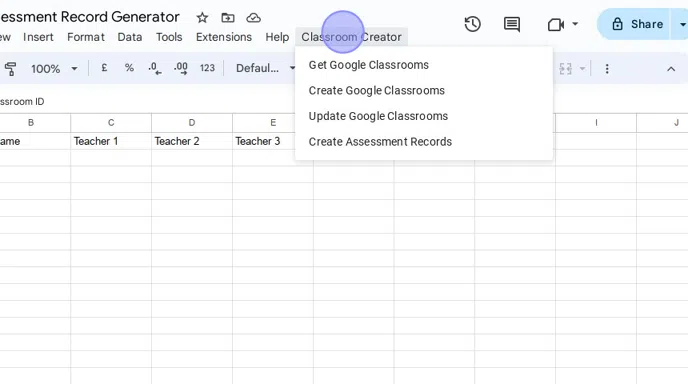 essment Record Generator
ew Insert Format Data Tools Extensions Help Classroom Creator
Share
100% £ % .0 .00 123 Defaul...
Get Google Classrooms
Create Google Classrooms
Update Google Classrooms
Create Assessment Records
ssroom ID
B C D E I J
ame Teacher 1 Teacher 2 Teacher 3